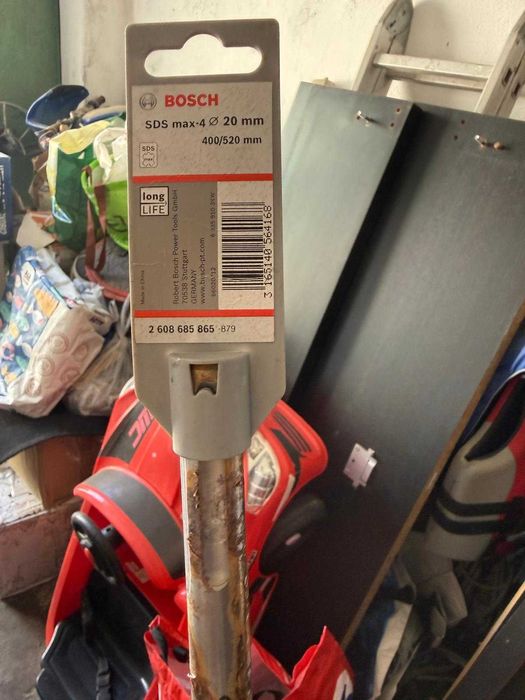 BOSCH
SDS max-4 Ø 20 mm
400/520 mm
SDS
max
long
LIFE
Made in China
Robert Bosch Power Tools GmbH
70538 Stuttgart
GERMANY
www.bosch-pt.com
3 165140 564168
2 608 685 865 -879